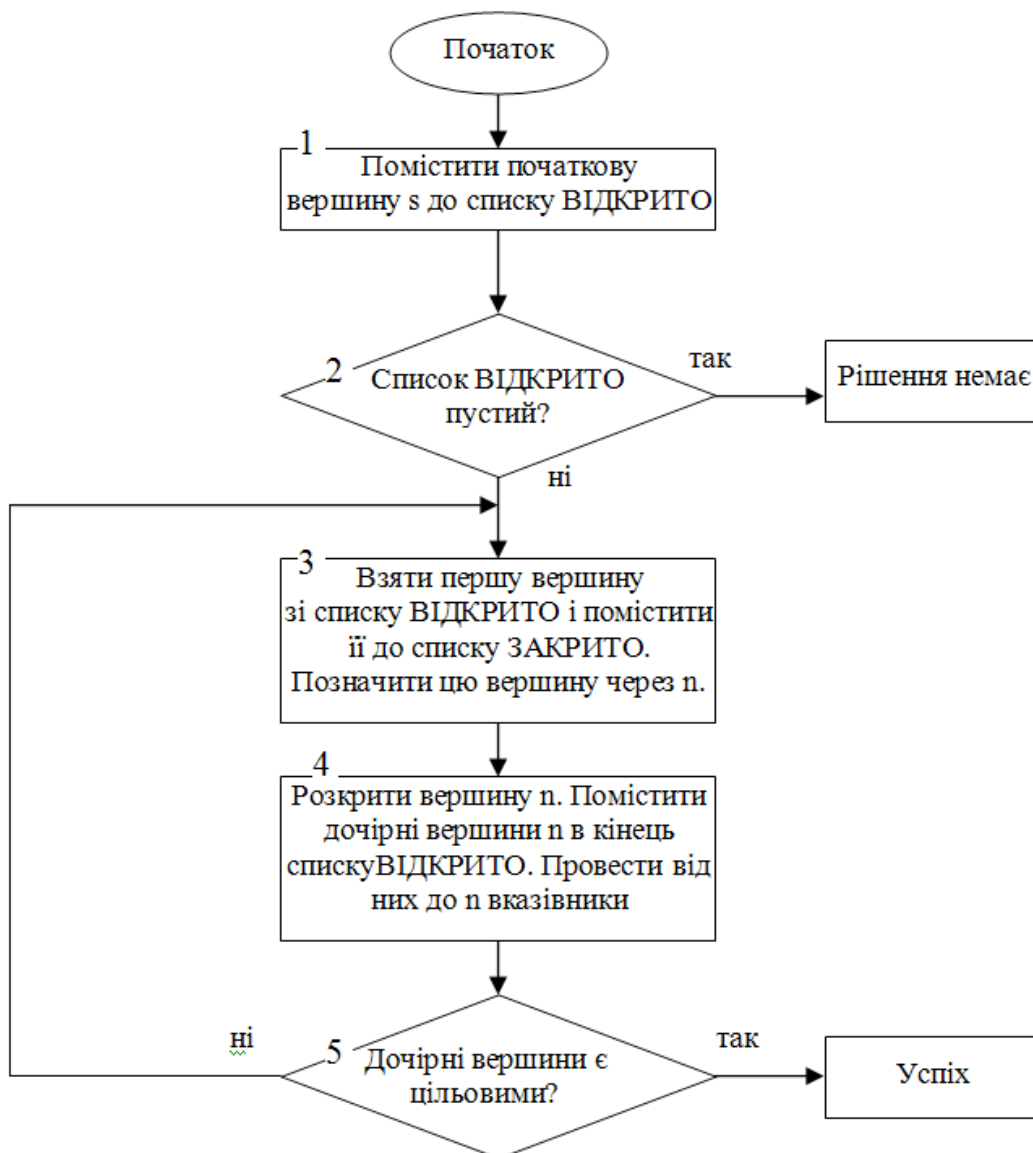 Початок
1
Помістити початкову
вершину s до списку ВІДКРИТО
2
Список ВІДКРИТО
пустий?
так
Рішення немає
ні
3
Взяти першу вершину
зі списку ВІДКРИТО і помістити
її до списку ЗАКРИТО.
Позначити цю вершину через n.
4
Розкрити вершину n. Помістити
дочірні вершини n в кінець
спискуВІДКРИТО. Провести від
них до n вказівники
ні
5
Дочірні вершини є
цільовими?
так
Успіх